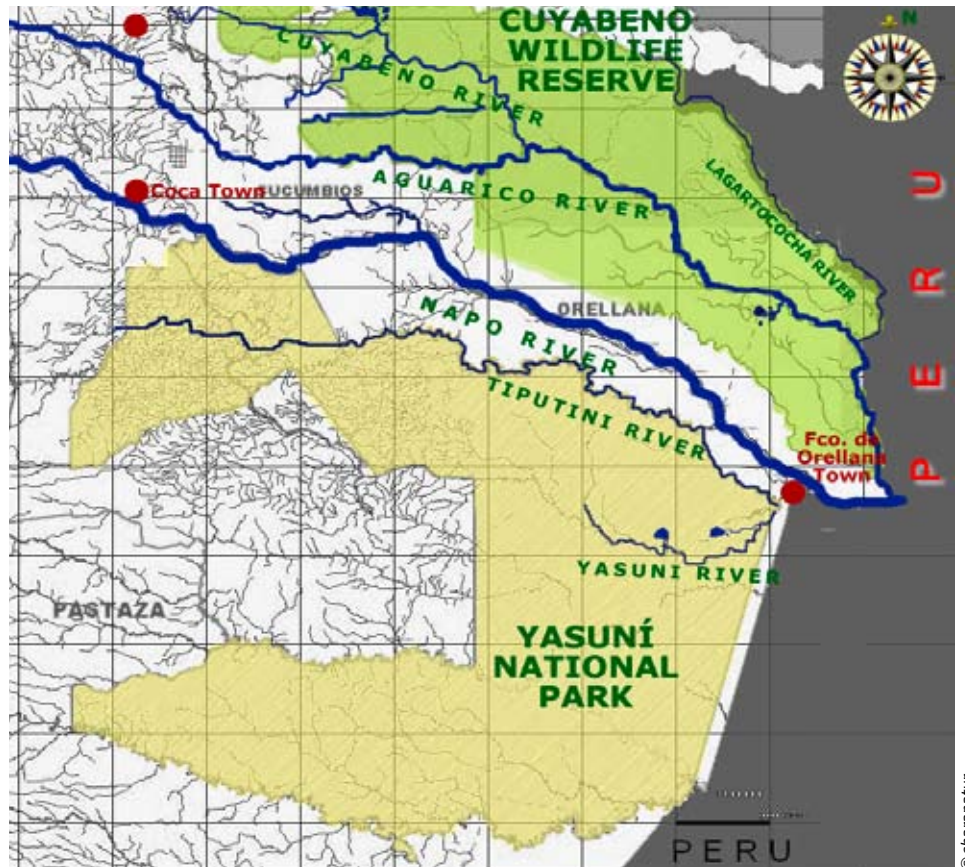 CUYABENO
WILDLIFE
RESERVE
N
CUYABENO RIVER
LAGARTOCOCHA RIVER
PERU
Coca Town
SUCUMBIOS
AGUARICO RIVER
ORELLANA
NAPO RIVER
TIPUTINI RIVER
Fco. de
Orellana
Town
YASUNI RIVER
PASTAZA
YASUNÍ
NATIONAL
PARK
PERU